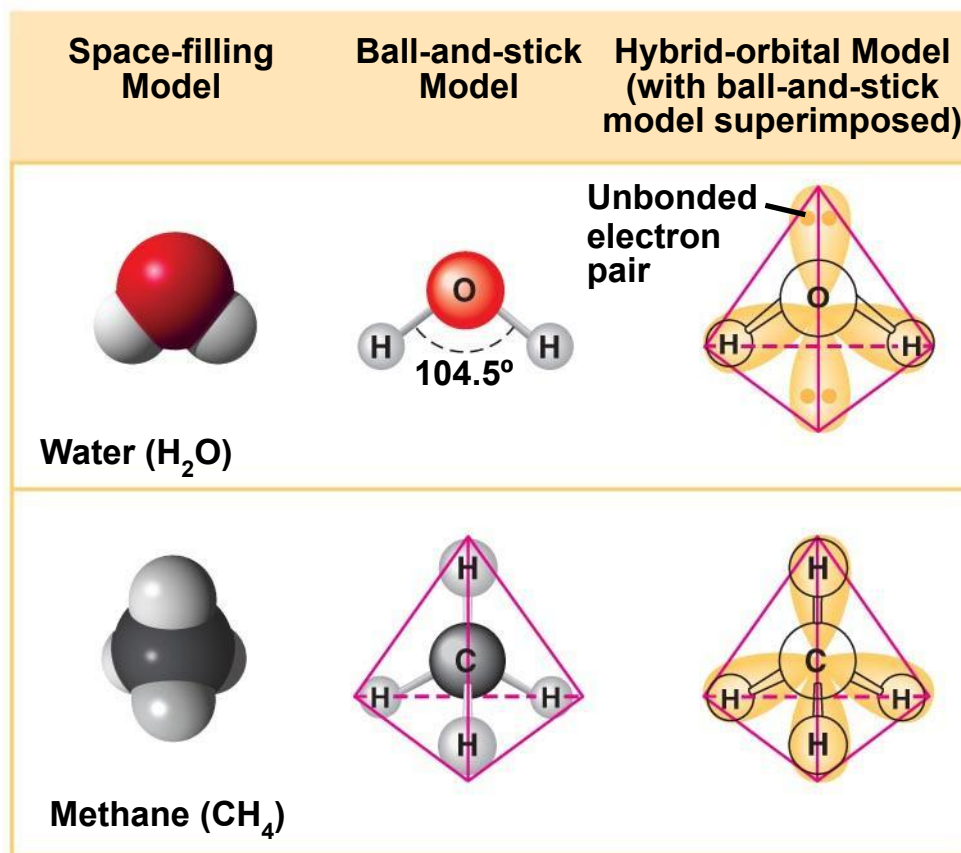 Space-filling
Model
Ball-and-stick
Model
Hybrid-orbital Model
(with ball-and-stick
model superimposed)
Unbonded
electron
pair
O
H
H
104.5º
O
H
H
Water (H₂O)
H
C
H
H
H
H
C
H
H
H
Methane (CH₄)